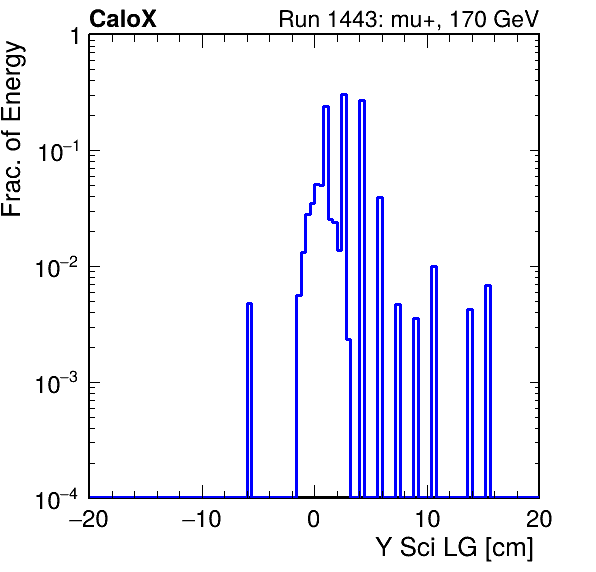 CaloX Run 1443: mu+, 170 GeV
Frac. of Energy
1
10⁻¹
10⁻²
10⁻³
10⁻⁴
−20 −10 0 10 20
Y Sci LG [cm]